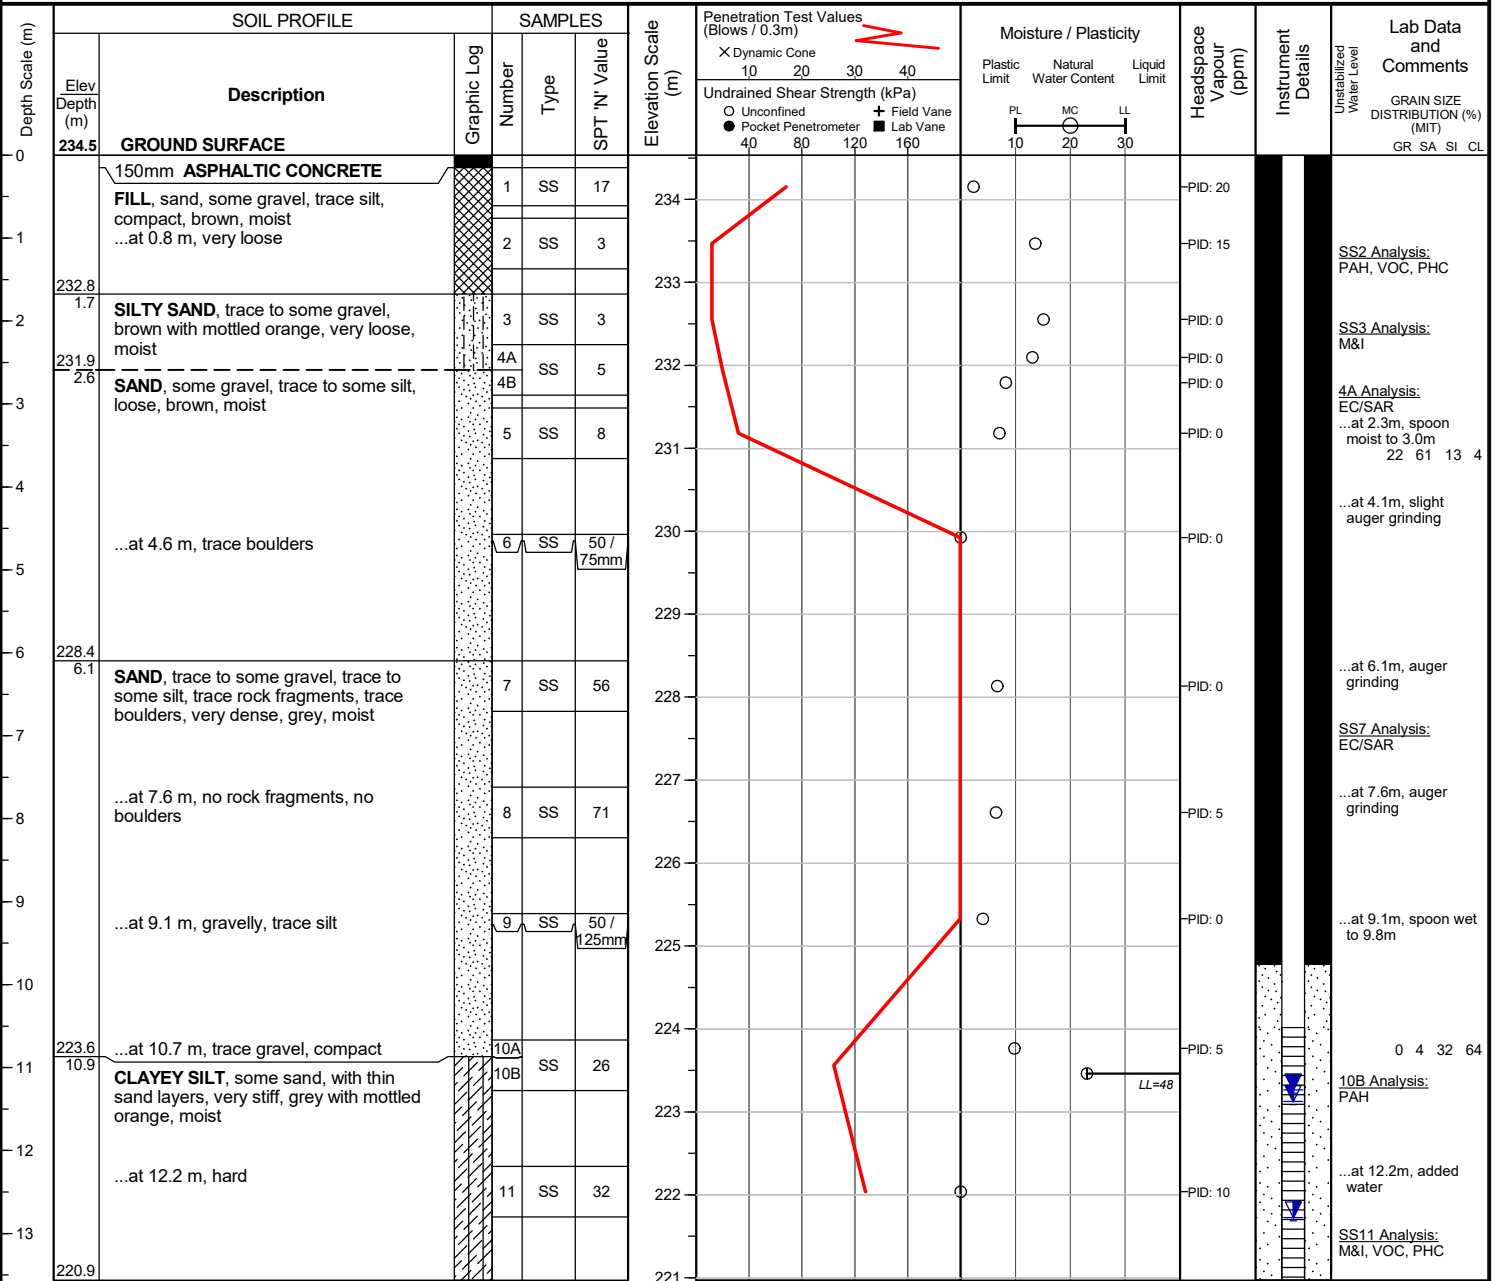 SOIL PROFILE
SAMPLES
Depth Scale (m)
Elev
Depth
(m)
234.5
Description
GROUND SURFACE
Graphic Log
Number
Type
SPT 'N' Value
Elevation Scale
(m)
Penetration Test Values
(Blows / 0.3m)
× Dynamic Cone
10 20 30 40
Undrained Shear Strength (kPa)
Unconfined
+ Field Vane
Pocket Penetrometer
Lab Vane
40 80 120 160
Moisture / Plasticity
Plastic
Limit
Natural
Water Content
Liquid
Limit
PL MC LL
10 20 30
Headspace
Vapour
(ppm)
Instrument
Details
Unstabilized
Water Level
Lab Data
and
Comments
GRAIN SIZE
DISTRIBUTION (%)
(MIT)
GR SA SI CL
0
1
2
3
4
5
6
7
8
9
10
11
12
13
150mm ASPHALTIC CONCRETE
FILL, sand, some gravel, trace silt,
compact, brown, moist
...at 0.8 m, very loose
232.8
1.7
SILTY SAND, trace to some gravel,
brown with mottled orange, very loose,
moist
231.9
2.6
SAND, some gravel, trace to some silt,
loose, brown, moist
...at 4.6 m, trace boulders
228.4
6.1
SAND, trace to some gravel, trace to
some silt, trace rock fragments, trace
boulders, very dense, grey, moist
...at 7.6 m, no rock fragments, no
boulders
...at 9.1 m, gravelly, trace silt
...at 10.7 m, trace gravel, compact
223.6
10.9
CLAYEY SILT, some sand, with thin
sand layers, very stiff, grey with mottled
orange, moist
...at 12.2 m, hard
220.9
1 SS 17
2 SS 3
3 SS 3
4A
SS 5
4B
5 SS 8
6 SS 50 /
75mm
7 SS 56
8 SS 71
9 SS 50 /
125mm
10A
SS 26
10B
11 SS 32
234
233
232
231
230
229
228
227
226
225
224
223
222
221
LL=48
PID: 20
PID: 15
PID: 0
PID: 0
PID: 0
PID: 0
PID: 0
PID: 0
PID: 5
PID: 0
PID: 5
PID: 10
SS2 Analysis:
PAH, VOC, PHC
SS3 Analysis:
M&I
4A Analysis:
EC/SAR
...at 2.3m, spoon
moist to 3.0m
22 61 13 4
...at 4.1m, slight
auger grinding
...at 6.1m, auger
grinding
SS7 Analysis:
EC/SAR
...at 7.6m, auger
grinding
...at 9.1m, spoon wet
to 9.8m
0 4 32 64
10B Analysis:
PAH
...at 12.2m, added
water
SS11 Analysis:
M&I, VOC, PHC